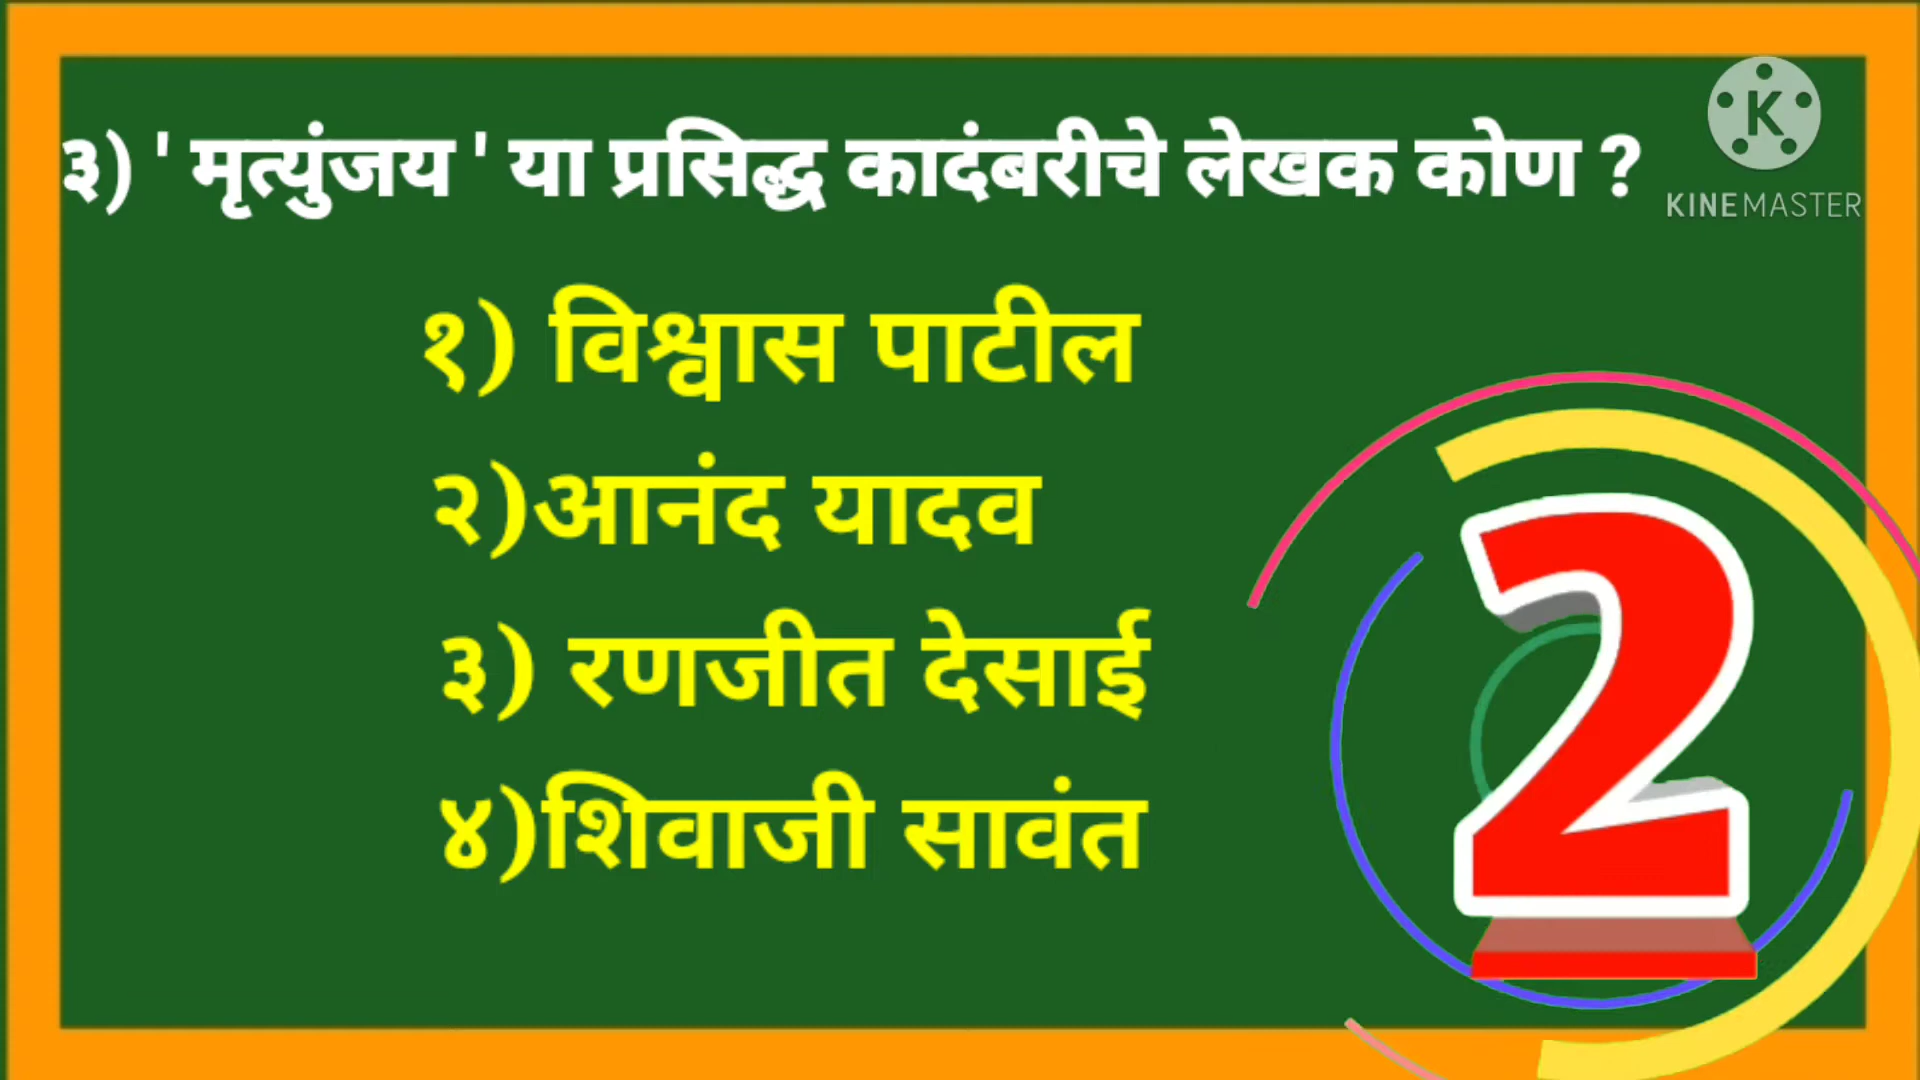 ३) ' मृत्युंजय ' या प्रसिद्ध कादंबरीचे लेखक कोण ?
K
KINEMASTER
१) विश्वास पाटील
२)आनंद यादव
३) रणजीत देसाई
४)शिवाजी सावंत
2